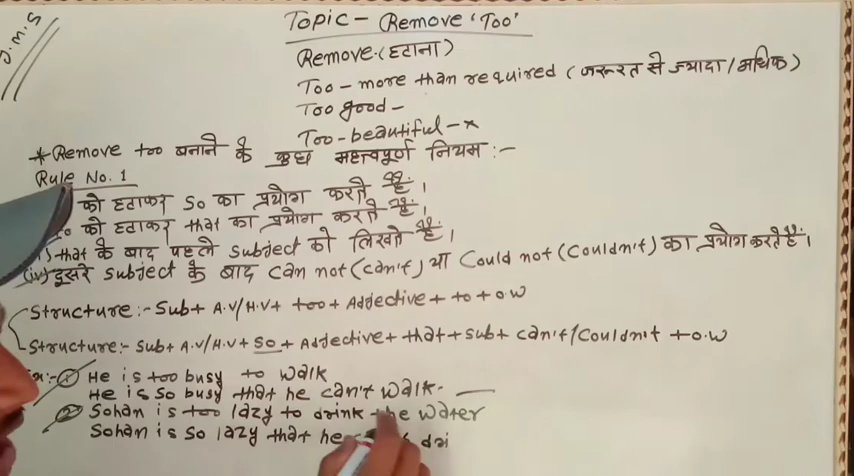 D.M.S
Topic - Remove 'Too'
Remove. (हटाना)
Too - more than required (जरूरत से ज्यादा / अधिक)
Too good -
Too - beautiful - x
* Remove too बनाने के कुछ महत्त्वपूर्ण नियम :-
Rule No. 1
को हटाकर So का प्रयोग करते हैं।
को हटाकर that का प्रयोग करते हैं।
that के बाद पहले subject को लिखते हैं।
(iv) दूसरे subject के बाद can not (can't) या Could not (Couldn't) का प्रयोग करते हैं।
Structure :- Sub + A.V/H.V + too + Adjective + to + O.W
Structure :- Sub + A.V/H.V + So + Adjective + that + sub + can't/Couldn't + O.W
① He is too busy to walk
He is so busy that he can't walk.
② Sohan is too lazy to drink the water
Sohan is so lazy that he dri